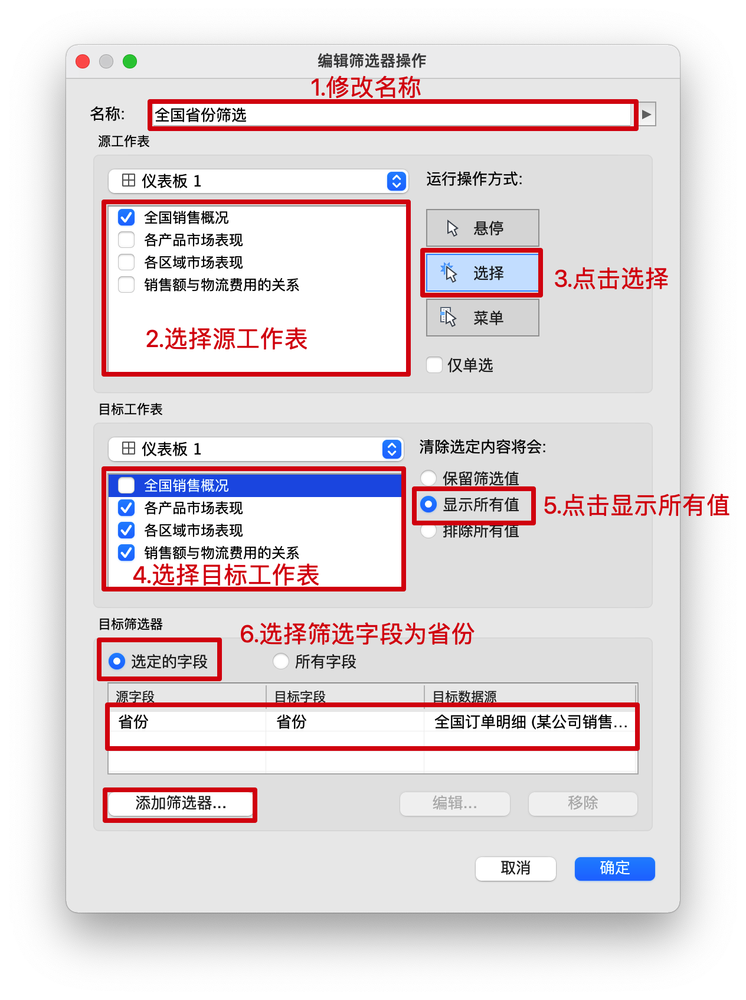 编辑筛选器操作
1.修改名称
名称: 全国省份筛选
源工作表
仪表板 1
运行操作方式:
全国销售概况
各产品市场表现
各区域市场表现
销售额与物流费用的关系
2.选择源工作表
悬停
选择
3.点击选择
菜单
仅单选
目标工作表
仪表板 1
清除选定内容将会:
全国销售概况
各产品市场表现
各区域市场表现
销售额与物流费用的关系
4.选择目标工作表
保留筛选值
显示所有值
5.点击显示所有值
排除所有值
目标筛选器
6.选择筛选字段为省份
选定的字段 所有字段
源字段 目标字段 目标数据源
省份 省份 全国订单明细 (某公司销售...
添加筛选器... 编辑... 移除
取消 确定